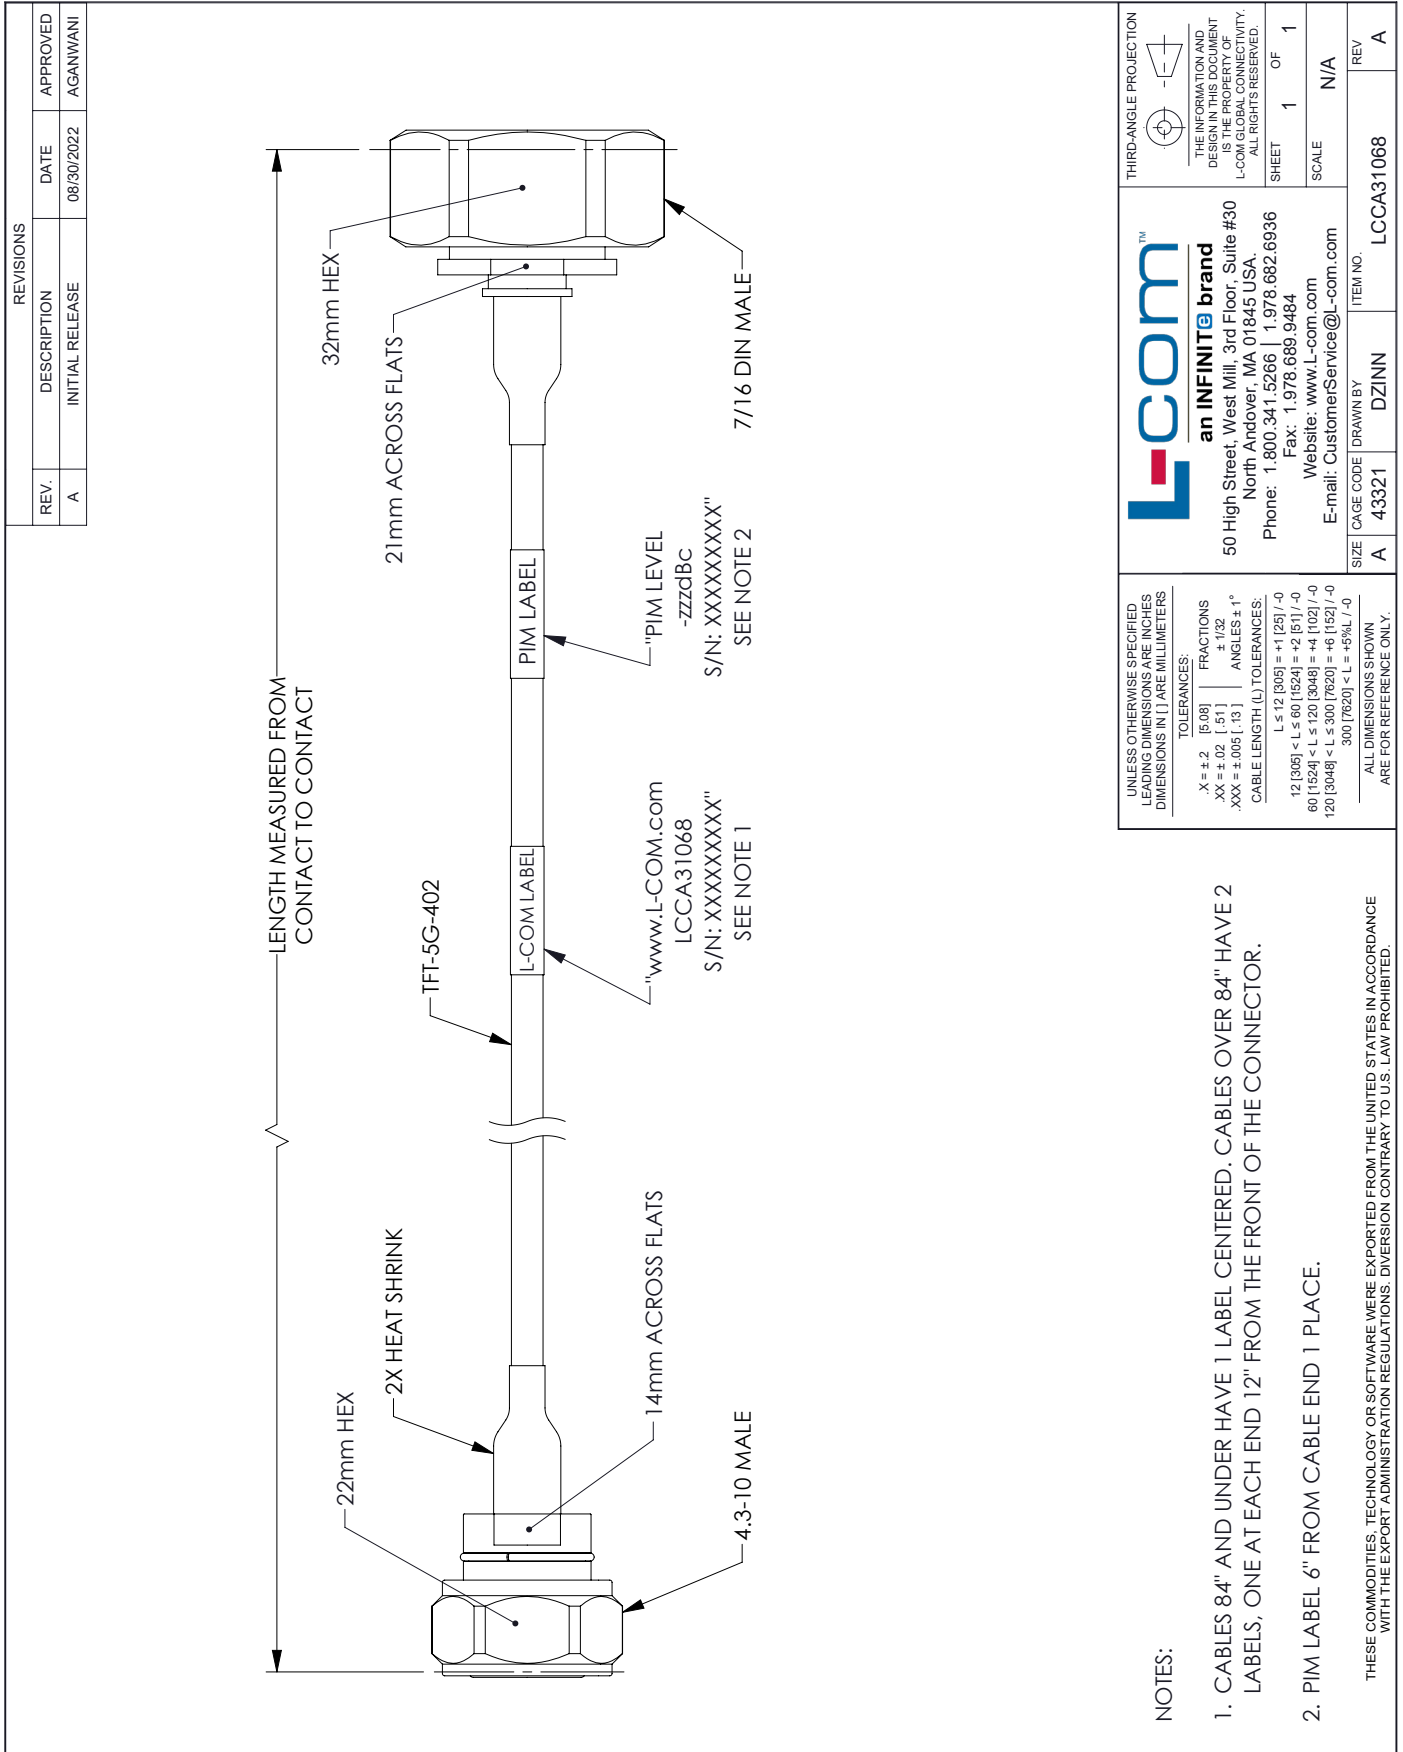 REVISIONS
REV. DESCRIPTION DATE APPROVED
A INITIAL RELEASE 08/30/2022 AGANWANI
LENGTH MEASURED FROM
CONTACT TO CONTACT
22mm HEX
2X HEAT SHRINK
TFT-5G-402
21mm ACROSS FLATS
32mm HEX
L-COM LABEL
PIM LABEL
14mm ACROSS FLATS
4.3-10 MALE
"www.L-COM.com
LCCA31068
S/N: XXXXXXXXX"
SEE NOTE 1
"PIM LEVEL
-zzzdBc
S/N: XXXXXXXXX"
SEE NOTE 2
7/16 DIN MALE
NOTES:
1. CABLES 84" AND UNDER HAVE 1 LABEL CENTERED. CABLES OVER 84" HAVE 2
LABELS, ONE AT EACH END 12" FROM THE FRONT OF THE CONNECTOR.
2. PIM LABEL 6" FROM CABLE END 1 PLACE.
THESE COMMODITIES, TECHNOLOGY OR SOFTWARE WERE EXPORTED FROM THE UNITED STATES IN ACCORDANCE
WITH THE EXPORT ADMINISTRATION REGULATIONS. DIVERSION CONTRARY TO U.S. LAW PROHIBITED.
UNLESS OTHERWISE SPECIFIED
LEADING DIMENSIONS ARE INCHES
DIMENSIONS IN [ ] ARE MILLIMETERS
TOLERANCES:
.X = ±.2 [5.08] FRACTIONS
.XX = ±.02 [.51] ± 1/32
.XXX = ±.005 [.13] ANGLES ± 1°
CABLE LENGTH (L) TOLERANCES:
L ≤ 12 [305] = +1 [25] / -0
12 [305] < L ≤ 60 [1524] = +2 [51] / -0
60 [1524] < L ≤ 120 [3048] = +4 [102] / -0
120 [3048] < L ≤ 300 [7620] = +6 [152] / -0
300 [7620] < L = +5%L / -0
ALL DIMENSIONS SHOWN
ARE FOR REFERENCE ONLY.
L-com™
an INFINITe brand
50 High Street, West Mill, 3rd Floor, Suite #30
North Andover, MA 01845 USA.
Phone: 1.800.341.5266 | 1.978.682.6936
Fax: 1.978.689.9484
Website: www.L-com.com
E-mail: CustomerService@L-com.com
THIRD-ANGLE PROJECTION
THE INFORMATION AND
DESIGN IN THIS DOCUMENT
IS THE PROPERTY OF
L-COM GLOBAL CONNECTIVITY.
ALL RIGHTS RESERVED.
SHEET 1 OF 1
SCALE N/A
SIZE CAGE CODE DRAWN BY ITEM NO. REV
A 43321 DZINN LCCA31068 A